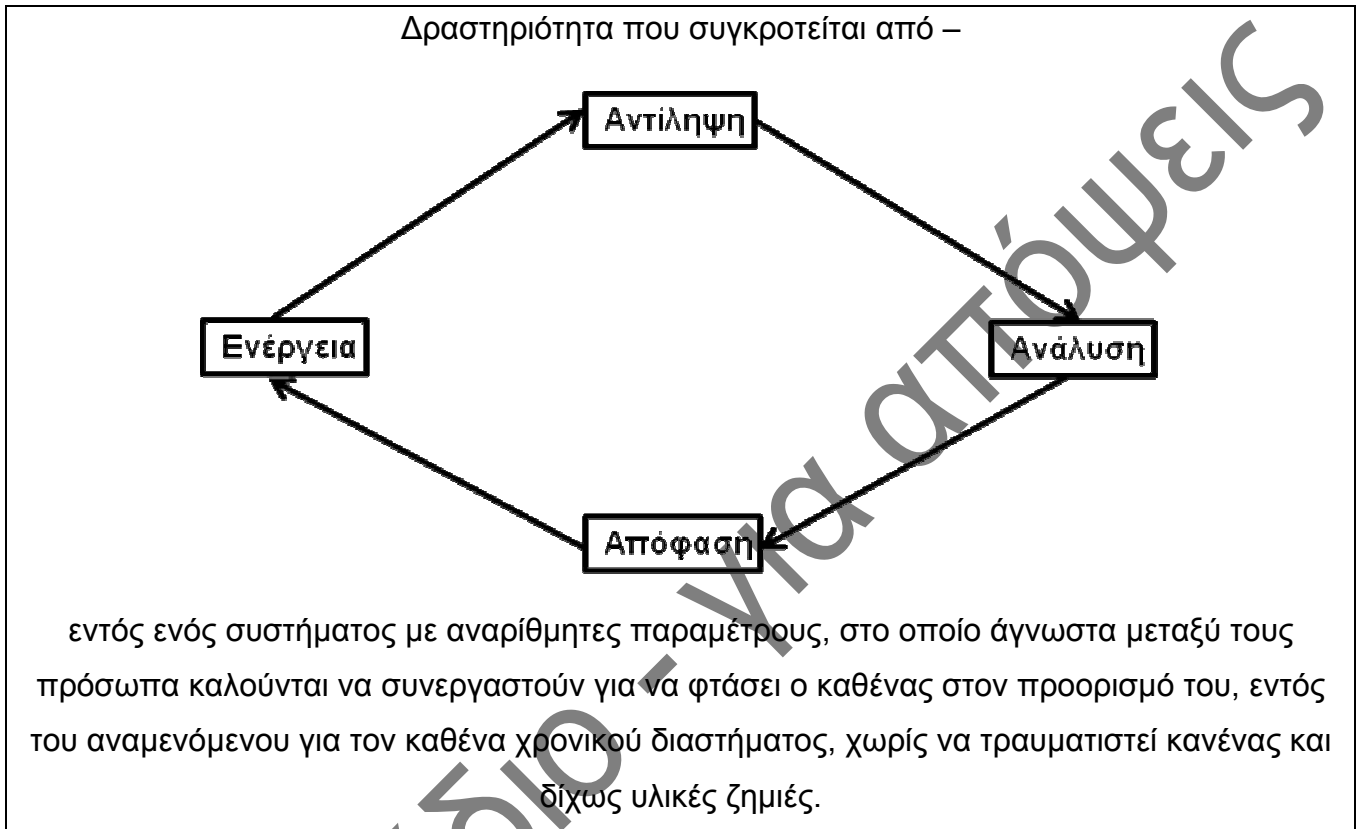 Δραστηριότητα που συγκροτείται από –
Αντίληψη
Ενέργεια
Ανάλυση
Απόφαση
εντός ενός συστήματος με αναρίθμητες παραμέτρους, στο οποίο άγνωστα μεταξύ τους
πρόσωπα καλούνται να συνεργαστούν για να φτάσει ο καθένας στον προορισμό του, εντός
του αναμενόμενου για τον καθένα χρονικού διαστήματος, χωρίς να τραυματιστεί κανένας και
δίχως υλικές ζημιές.
- για απόψεις